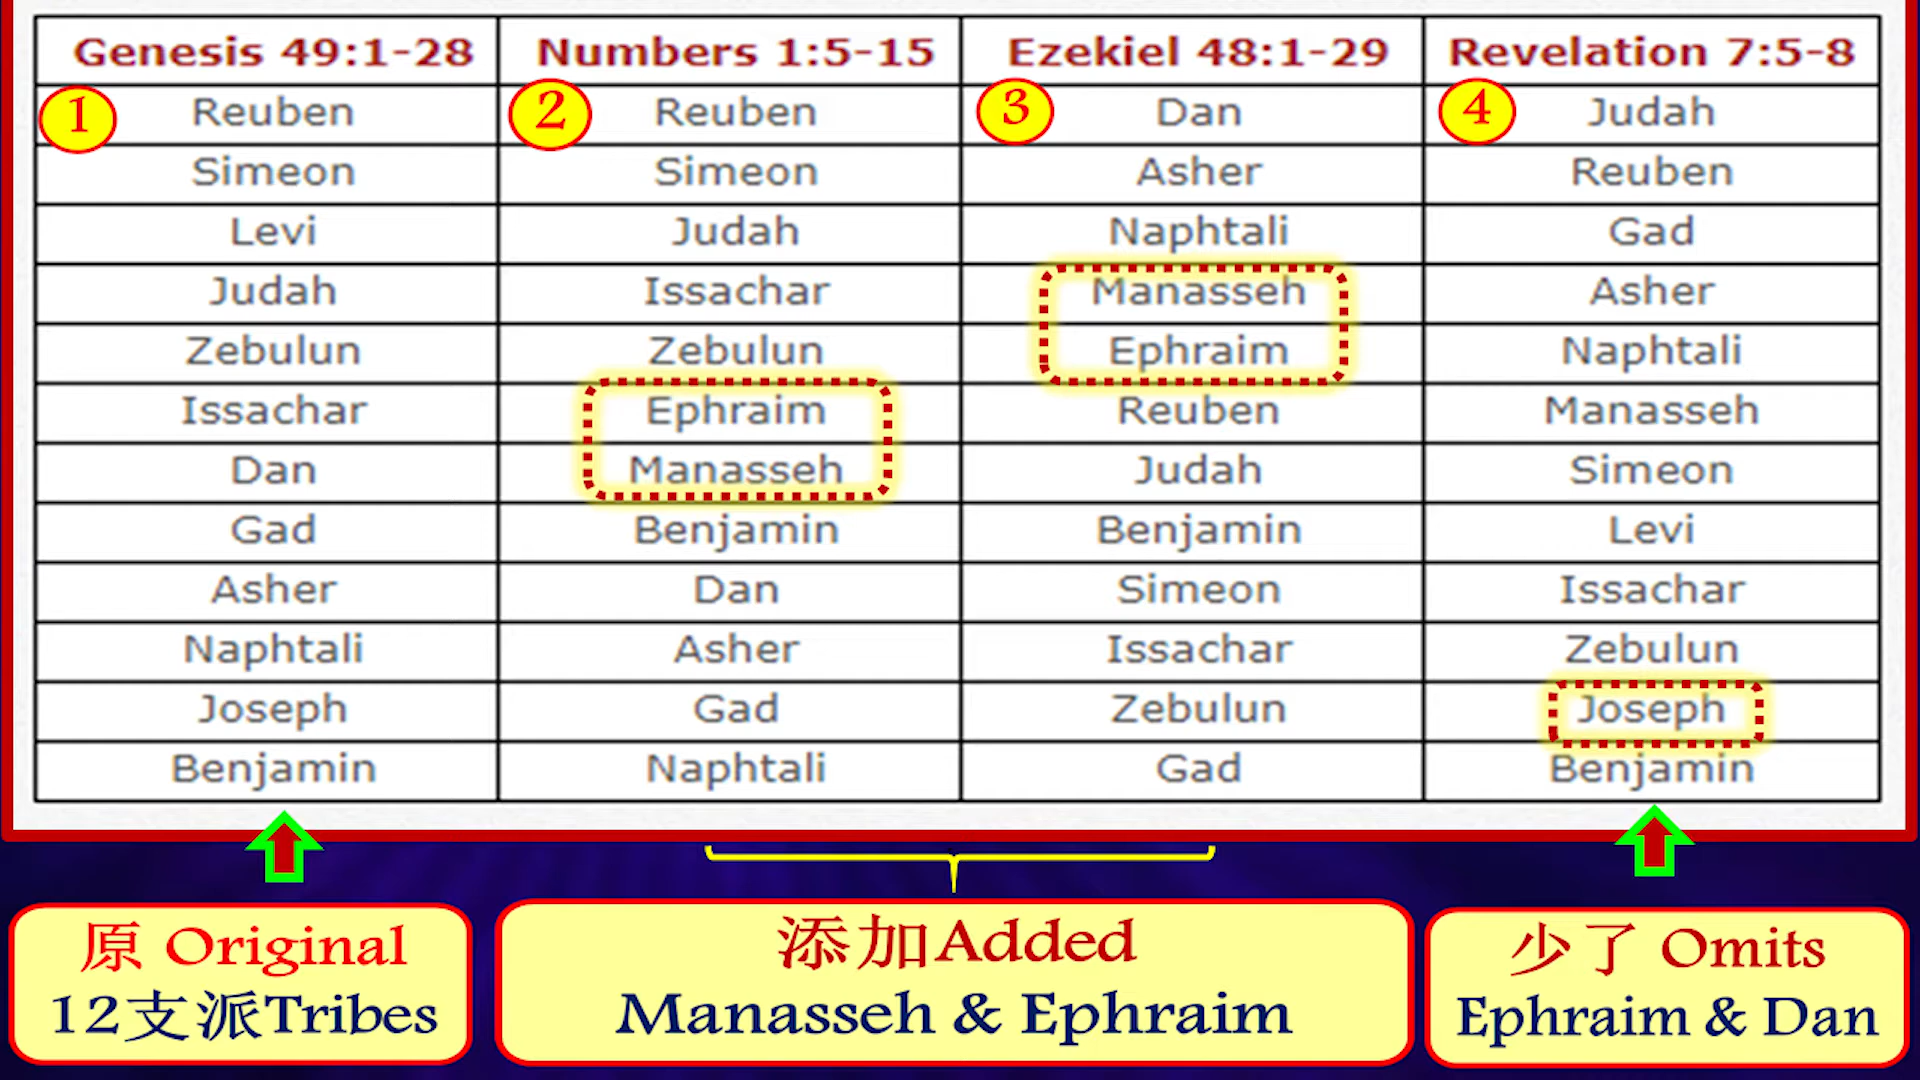 Genesis 49:1-28 Numbers 1:5-15 Ezekiel 48:1-29 Revelation 7:5-8
1 Reuben 2 Reuben 3 Dan 4 Judah
Simeon Simeon Asher Reuben
Levi Judah Naphtali Gad
Judah Issachar Manasseh Asher
Zebulun Zebulun Ephraim Naphtali
Issachar Ephraim Reuben Manasseh
Dan Manasseh Judah Simeon
Gad Benjamin Benjamin Levi
Asher Dan Simeon Issachar
Naphtali Asher Issachar Zebulun
Joseph Gad Zebulun Joseph
Benjamin Naphtali Gad Benjamin
原 Original
12支派Tribes
添加Added
Manasseh & Ephraim
少了 Omits
Ephraim & Dan